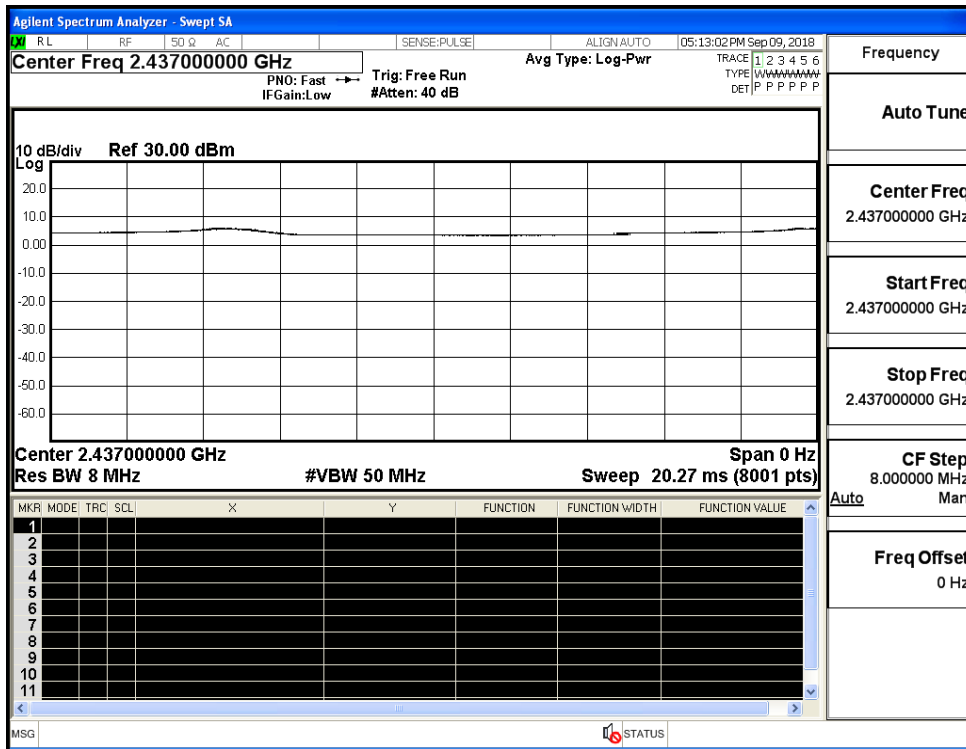 Agilent Spectrum Analyzer - Swept SA
LXI RL RF 50 Ω AC SENSE:PULSE ALIGNAUTO 05:13:02 PM Sep 09, 2018
Center Freq 2.437000000 GHz
PNO: Fast
IFGain:Low
Trig: Free Run
#Atten: 40 dB
Avg Type: Log-Pwr
TRACE 1 2 3 4 5 6
TYPE WWWWWW
DET P P P P P P
10 dB/div Ref 30.00 dBm
Log
20.0
10.0
0.00
-10.0
-20.0
-30.0
-40.0
-50.0
-60.0
Center 2.437000000 GHz Span 0 Hz
Res BW 8 MHz #VBW 50 MHz Sweep 20.27 ms (8001 pts)
MKR MODE TRC SCL X Y FUNCTION FUNCTION WIDTH FUNCTION VALUE
1
2
3
4
5
6
7
8
9
10
11
MSG STATUS
Frequency
Auto Tune
Center Freq
2.437000000 GHz
Start Freq
2.437000000 GHz
Stop Freq
2.437000000 GHz
CF Step
8.000000 MHz
Auto Man
Freq Offset
0 Hz